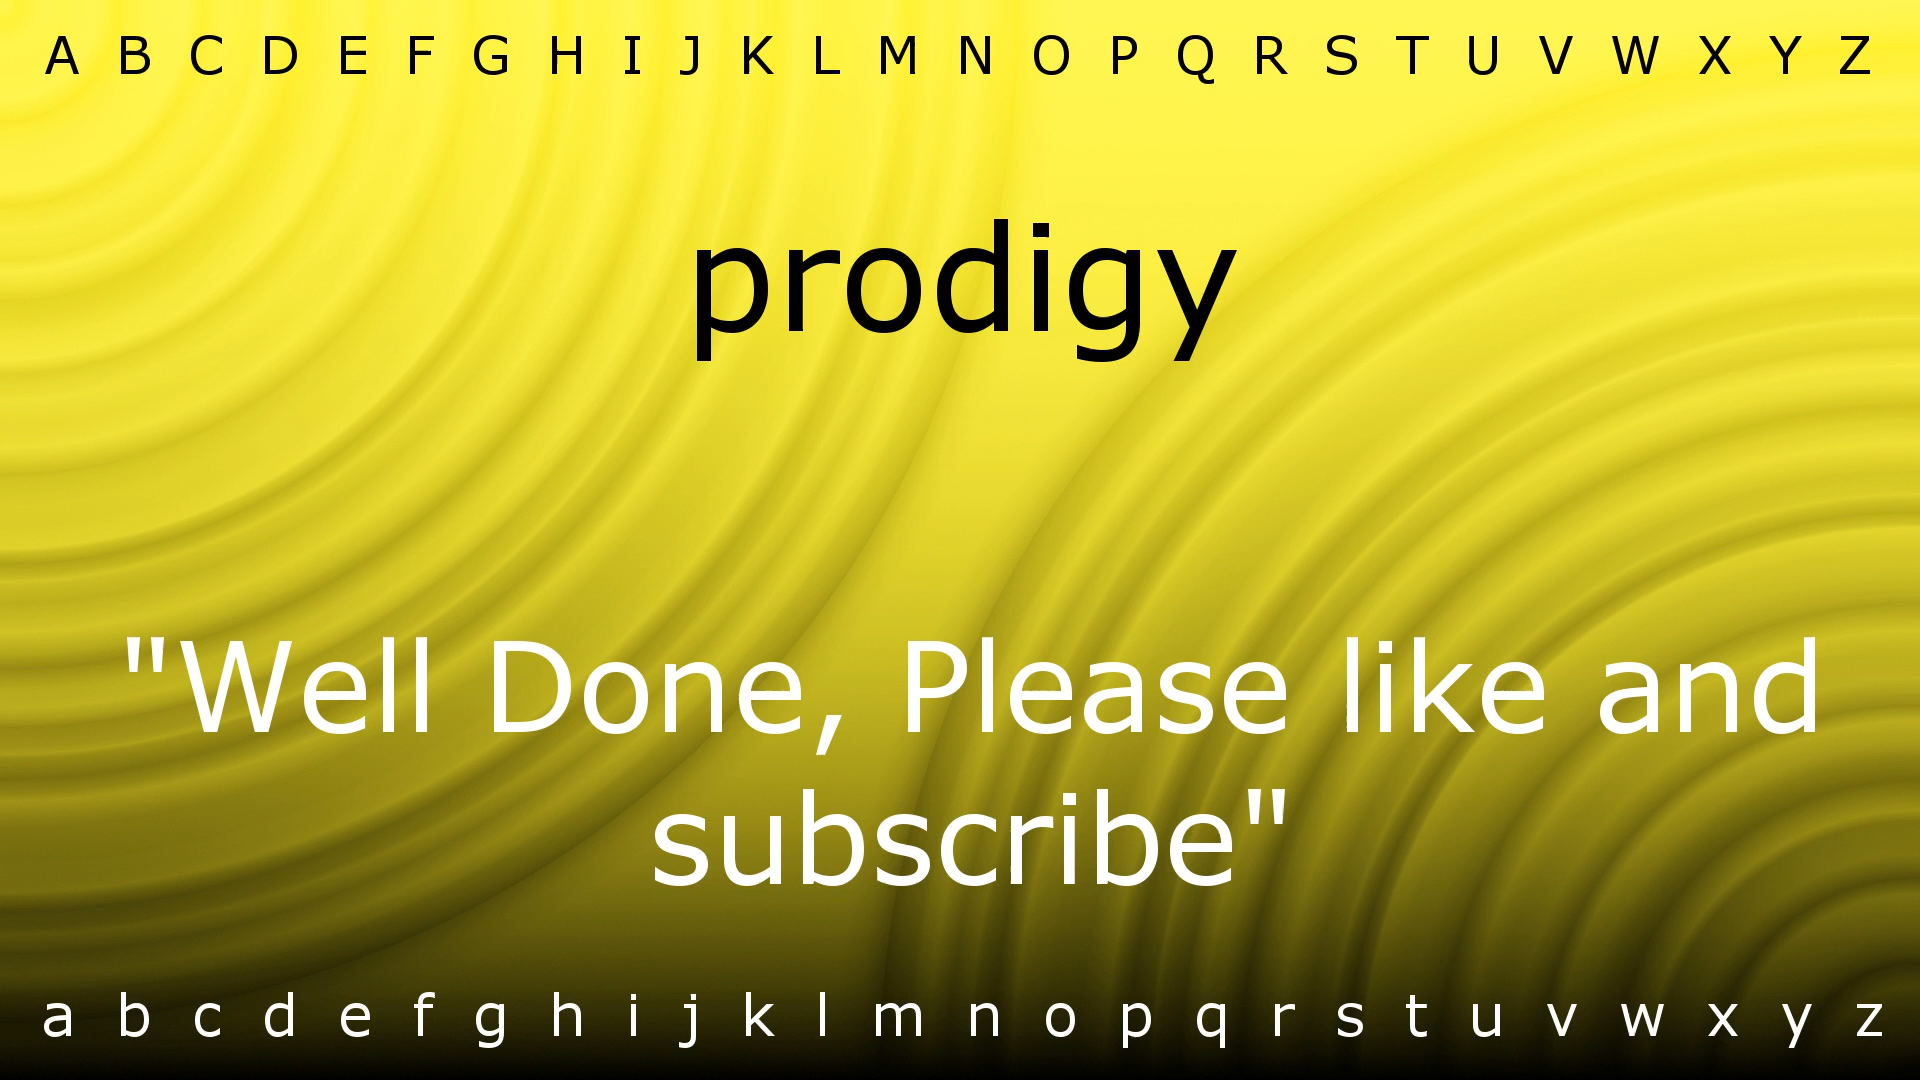 A B C D E F G H I J K L M N O P Q R S T U V W X Y Z
prodigy
"Well Done, Please like and
subscribe"
a b c d e f g h i j k l m n o p q r s t u v w x y z